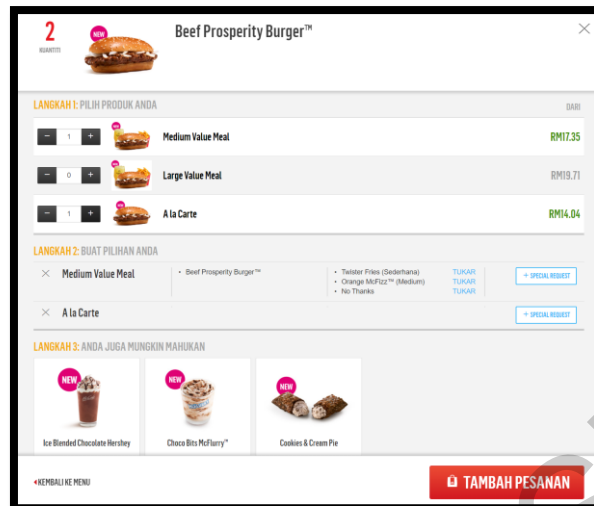 2
KUANTITI
NEW
Beef Prosperity Burger™
LANGKAH 1: PILIH PRODUK ANDA
DARI
- 1 +
NEW
Medium Value Meal
RM17.35
- 0 +
Large Value Meal
RM19.71
- 1 +
A la Carte
RM14.04
LANGKAH 2: BUAT PILIHAN ANDA
Medium Value Meal
• Beef Prosperity Burger™
• Twister Fries (Sederhana) TUKAR
• Orange McFizz™ (Medium) TUKAR
• No Thanks TUKAR
+ SPECIAL REQUEST
A la Carte
+ SPECIAL REQUEST
LANGKAH 3: ANDA JUGA MUNGKIN MAHUKAN
NEW
NEW
NEW
Ice Blended Chocolate Hershey
Choco Bits McFlurry™
Cookies & Cream Pie
KEMBALI KE MENU
TAMBAH PESANAN